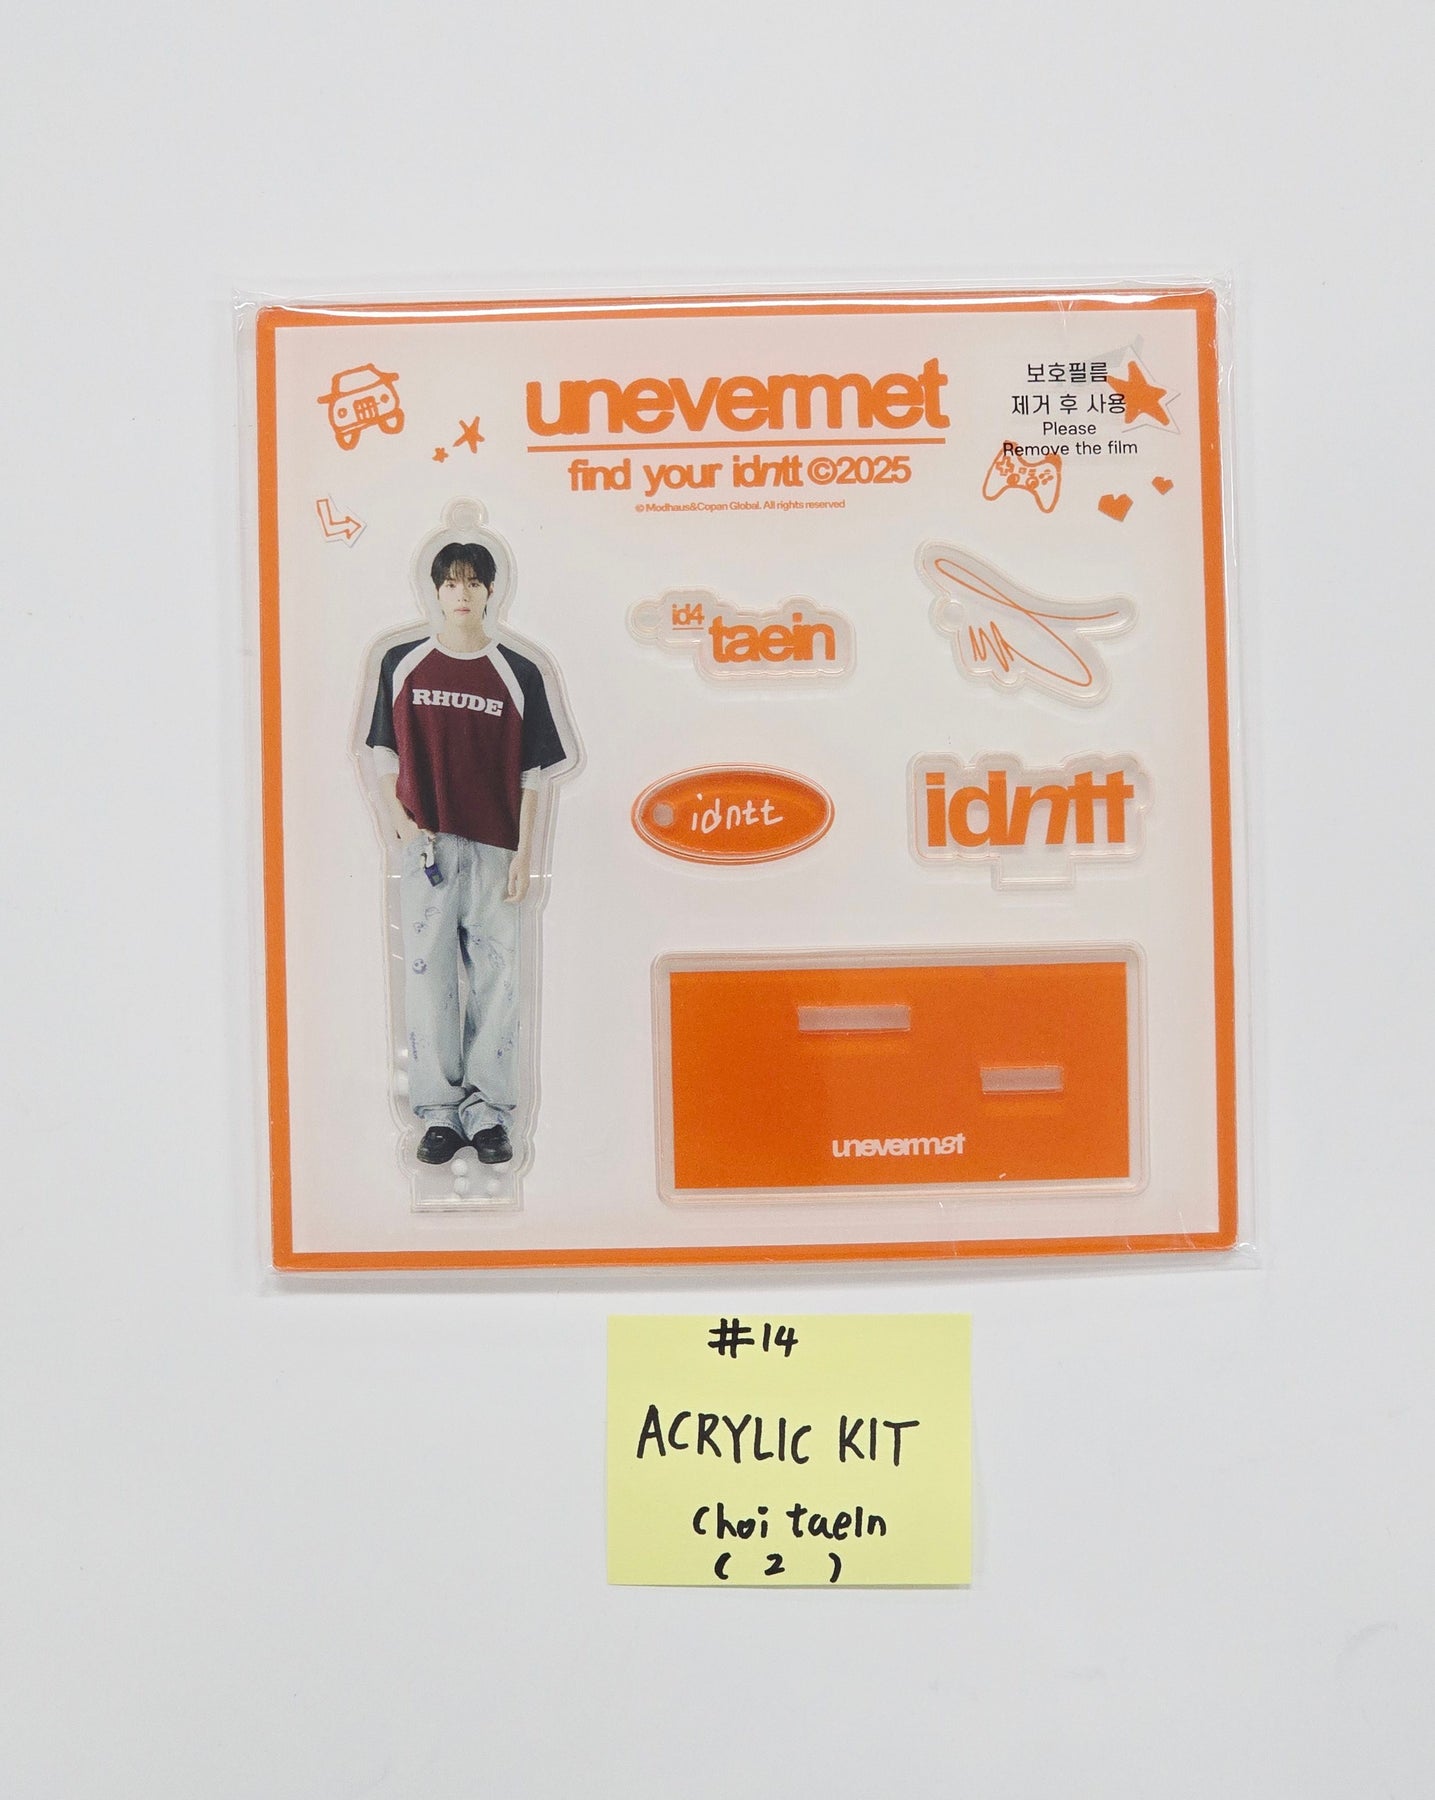 unevermet
find your idntt ©2025
© Modhaus&Copan Global. All rights reserved
보호필름
제거 후 사용
Please
Remove the film
RHUDE
id4
taein
idntt
idntt
unevermet
#14
ACRYLIC KIT
Choi taeIn
( 2 )